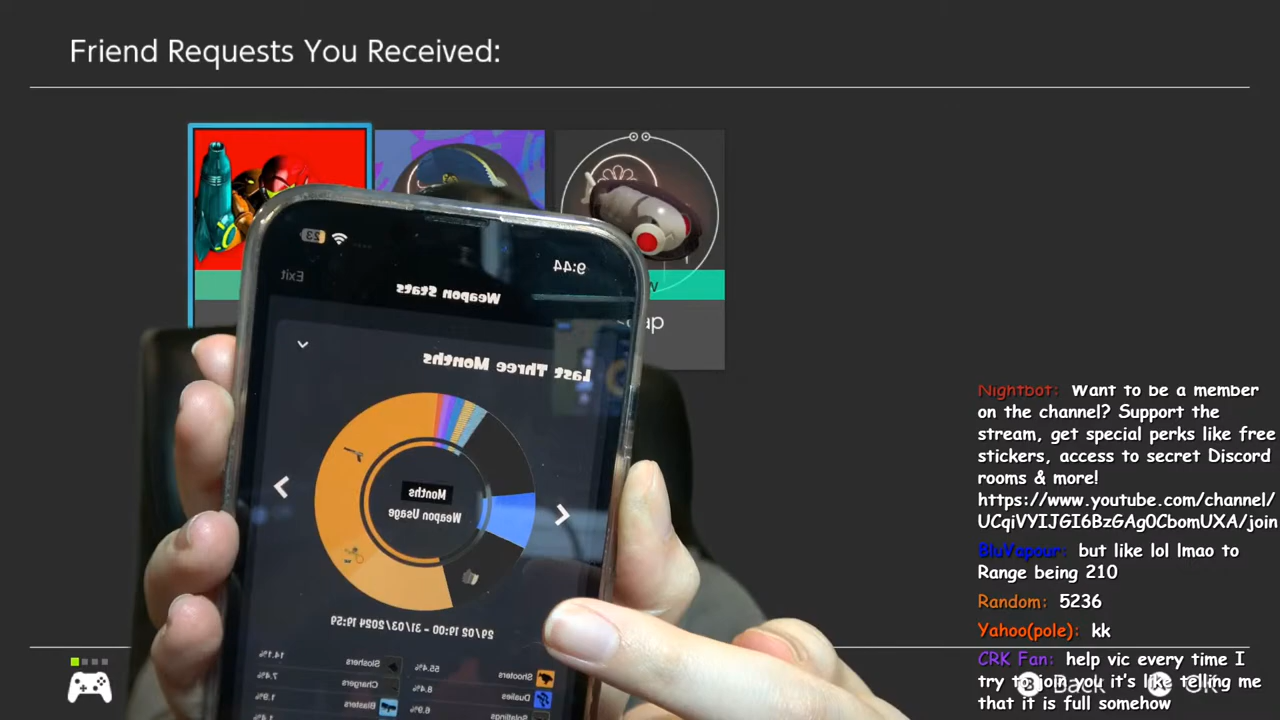 Friend Requests You Received:
23
9:44
Exit
Weapon Stats
Last Three Months
Months
Weapon Usage
29/02 19:00 - 31/03/2024 19:59
Shooters 55.4% Sloshers 14.1%
Dualies 8.4% Chargers 7.4%
Splatlings 6.9% Blasters 1.9%
Nightbot: Want to be a member
on the channel? Support the
stream, get special perks like free
stickers, access to secret Discord
rooms & more!
https://www.youtube.com/channel/
UCqiVYIJGI6BzGAg0CbomUXA/join
BluVapour: but like lol lmao to
Range being 210
Random: 5236
Yahoo(pole): kk
CRK Fan: help vic every time I
try to join you it's like telling me
that it is full somehow
Back
OK